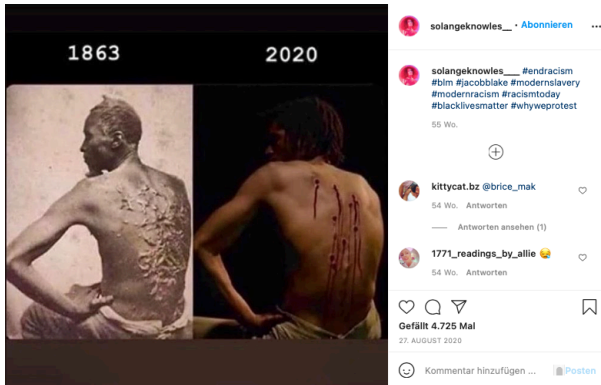 1863
2020
solangeknowles__ • Abonnieren
solangeknowles___ #endracism
#blm #jacobblake #modernslavery
#modernracism #racismtoday
#blacklivesmatter #whyweprotest
55 Wo.
kittycat.bz @brice_mak
54 Wo. Antworten
Antworten ansehen (1)
1771_readings_by_allie 😪
54 Wo. Antworten
Gefällt 4.725 Mal
27. AUGUST 2020
Kommentar hinzufügen ...
Posten